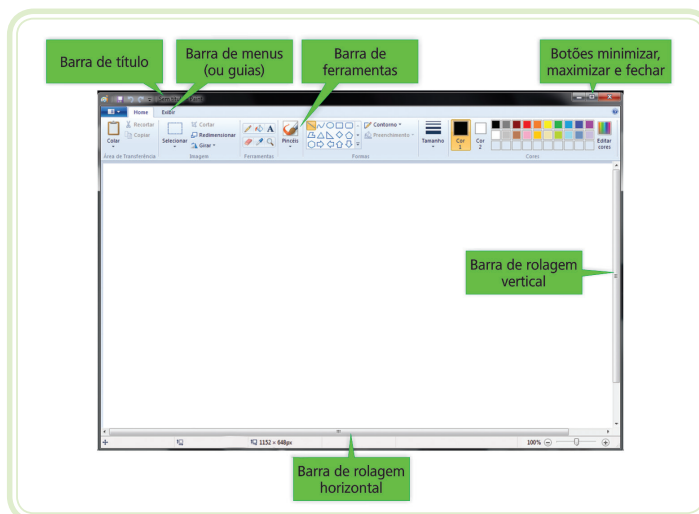 Barra de título
Barra de menus
(ou guias)
Barra de
ferramentas
Botões minimizar,
maximizar e fechar
Home
Exibir
Colar
Recortar
Copiar
Área de Transferência
Selecionar
Cortar
Redimensionar
Girar
Imagem
A
Ferramentas
Pincéis
Contorno
Preenchimento
Formas
Tamanho
Cor
1
Cor
2
Editar
cores
Cores
Barra de rolagem
vertical
1152 × 648px
100%
Barra de rolagem
horizontal